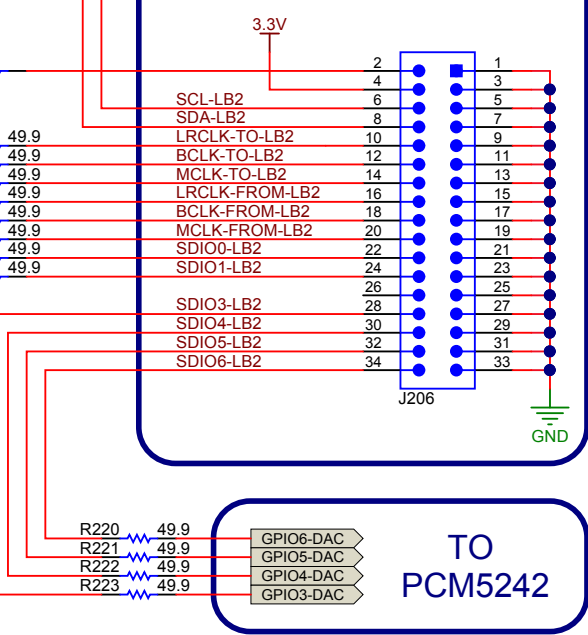 3.3V
2 1
4 3
SCL-LB2 6 5
SDA-LB2 8 7
49.9 LRCLK-TO-LB2 10 9
49.9 BCLK-TO-LB2 12 11
49.9 MCLK-TO-LB2 14 13
49.9 LRCLK-FROM-LB2 16 15
49.9 BCLK-FROM-LB2 18 17
49.9 MCLK-FROM-LB2 20 19
49.9 SDIO0-LB2 22 21
49.9 SDIO1-LB2 24 23
26 25
SDIO3-LB2 28 27
SDIO4-LB2 30 29
SDIO5-LB2 32 31
SDIO6-LB2 34 33
J206
GND
R220 49.9 GPIO6-DAC
R221 49.9 GPIO5-DAC
R222 49.9 GPIO4-DAC
R223 49.9 GPIO3-DAC
TO
PCM5242